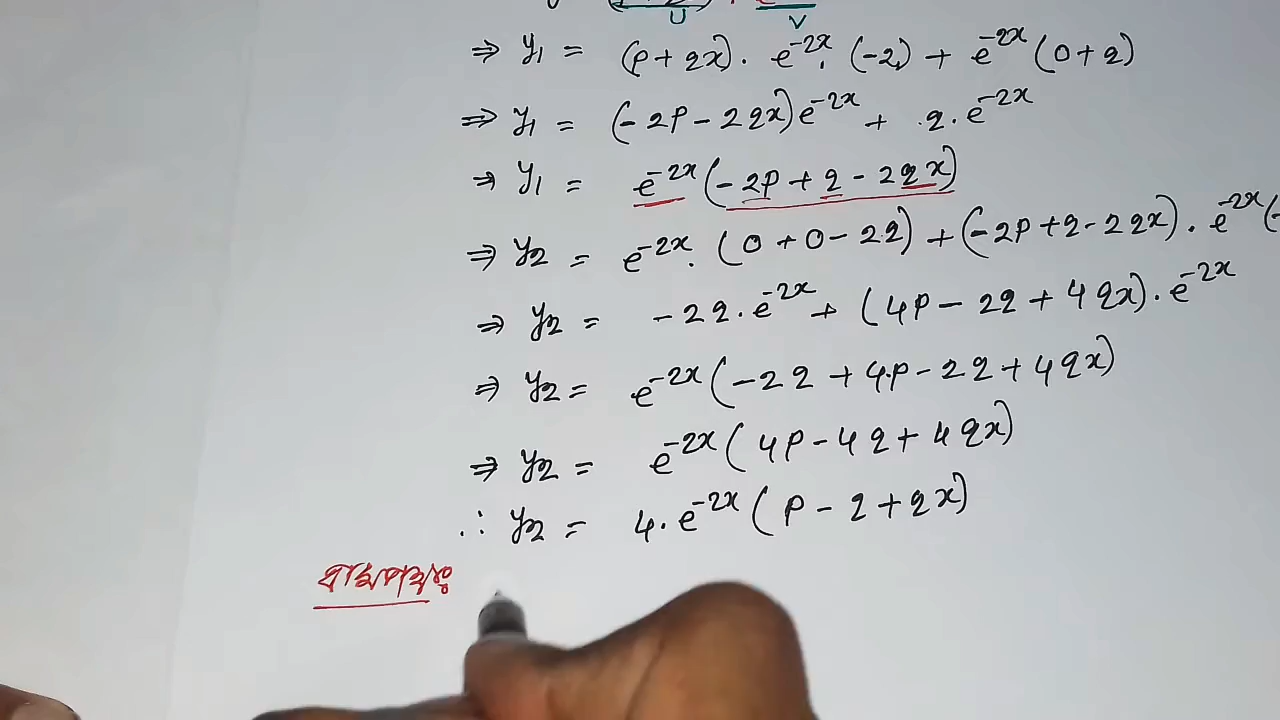 U V
⇒ y₁ = (p + qx). e⁻²ˣ. (-2) + e⁻²ˣ (0 + q)
⇒ y₁ = (-2p - 2qx)e⁻²ˣ + q. e⁻²ˣ
⇒ y₁ = e⁻²ˣ (-2p + q - 2qx)
⇒ y₂ = e⁻²ˣ. (0 + 0 - 2q) + (-2p + q - 2qx). e⁻²ˣ (-
⇒ y₂ = -2q. e⁻²ˣ + (4p - 2q + 4qx). e⁻²ˣ
⇒ y₂ = e⁻²ˣ (-2q + 4p - 2q + 4qx)
⇒ y₂ = e⁻²ˣ (4p - 4q + 4qx)
∴ y₂ = 4. e⁻²ˣ (p - q + qx)
বামপক্ষঃ